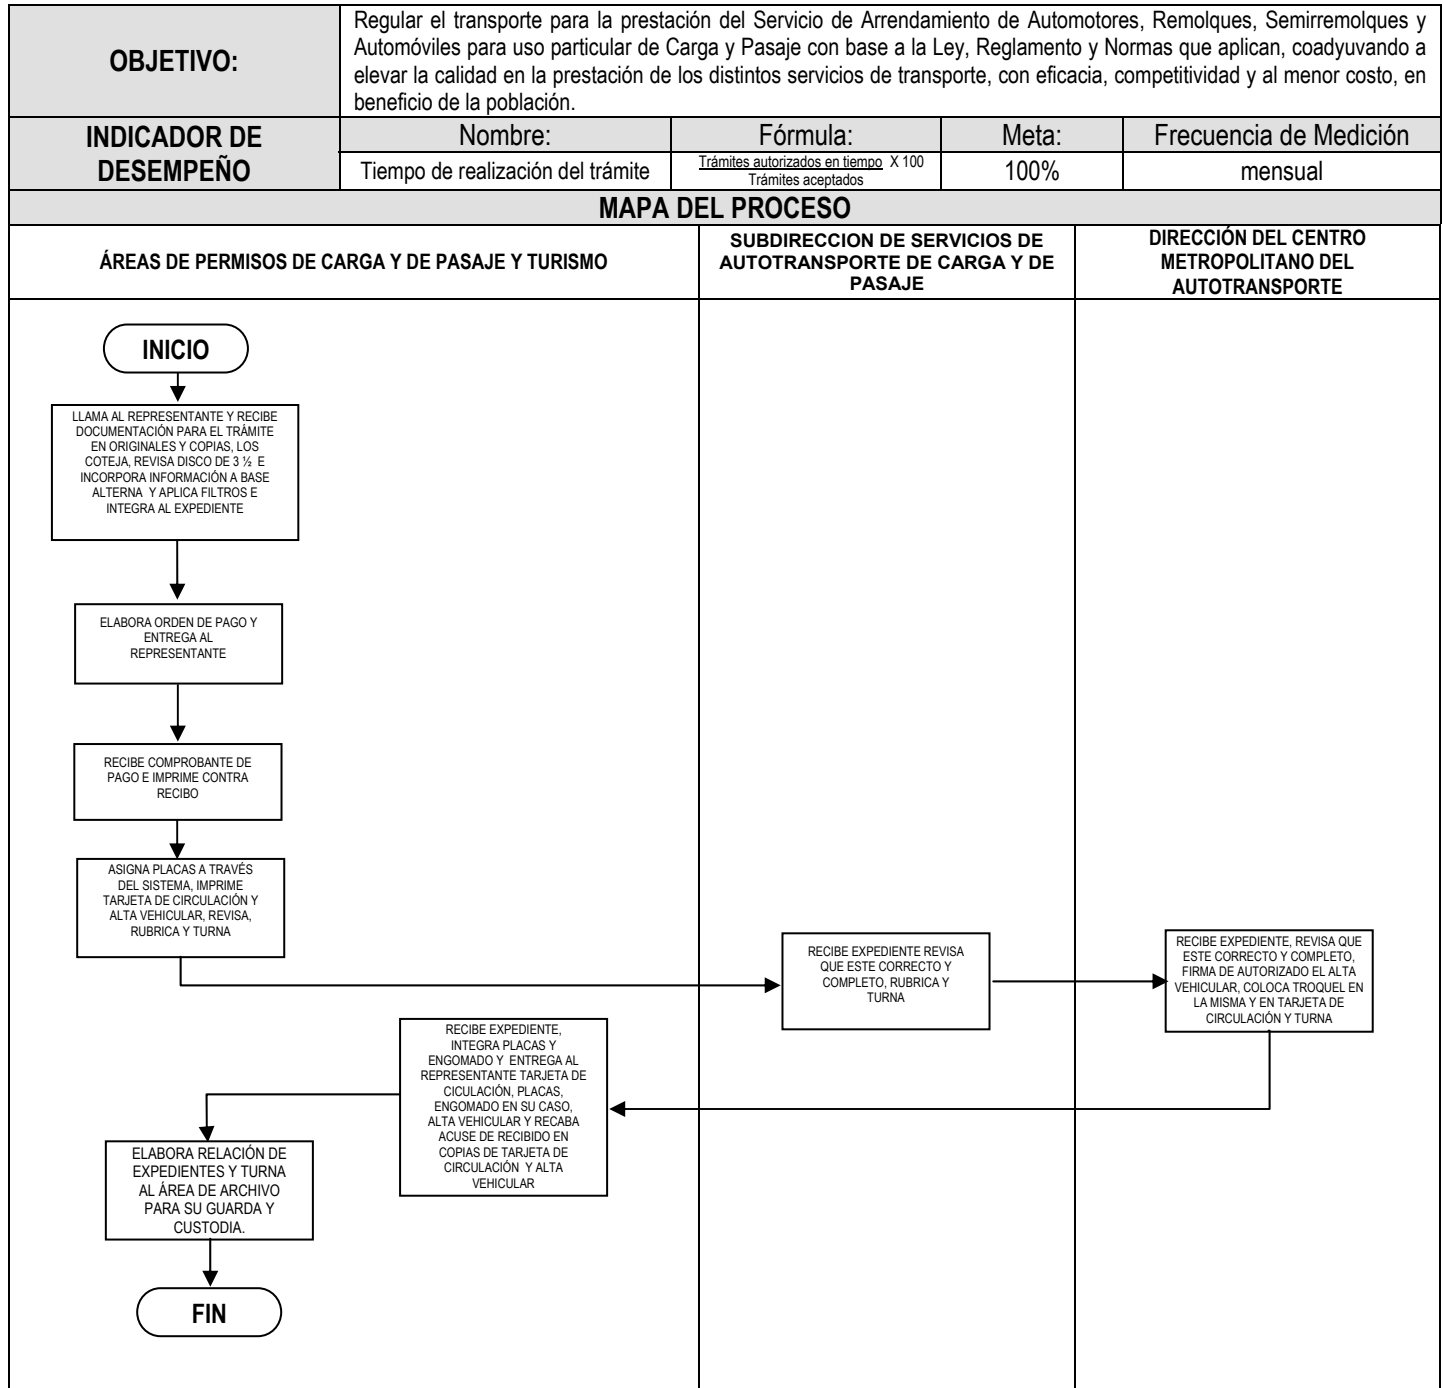 OBJETIVO:
Regular el transporte para la prestación del Servicio de Arrendamiento de Automotores, Remolques, Semirremolques y
Automóviles para uso particular de Carga y Pasaje con base a la Ley, Reglamento y Normas que aplican, coadyuvando a
elevar la calidad en la prestación de los distintos servicios de transporte, con eficacia, competitividad y al menor costo, en
beneficio de la población.
INDICADOR DE
DESEMPEÑO
Nombre:
Fórmula:
Meta:
Frecuencia de Medición
Tiempo de realización del trámite
Trámites autorizados en tiempo X 100
Trámites aceptados
100%
mensual
MAPA DEL PROCESO
ÁREAS DE PERMISOS DE CARGA Y DE PASAJE Y TURISMO
SUBDIRECCION DE SERVICIOS DE
AUTOTRANSPORTE DE CARGA Y DE
PASAJE
DIRECCIÓN DEL CENTRO
METROPOLITANO DEL
AUTOTRANSPORTE
INICIO
LLAMA AL REPRESENTANTE Y RECIBE
DOCUMENTACIÓN PARA EL TRÁMITE
EN ORIGINALES Y COPIAS, LOS
COTEJA, REVISA DISCO DE 3 ½ E
INCORPORA INFORMACIÓN A BASE
ALTERNA Y APLICA FILTROS E
INTEGRA AL EXPEDIENTE
ELABORA ORDEN DE PAGO Y
ENTREGA AL
REPRESENTANTE
RECIBE COMPROBANTE DE
PAGO E IMPRIME CONTRA
RECIBO
ASIGNA PLACAS A TRAVÉS
DEL SISTEMA, IMPRIME
TARJETA DE CIRCULACIÓN Y
ALTA VEHICULAR, REVISA,
RUBRICA Y TURNA
RECIBE EXPEDIENTE REVISA
QUE ESTE CORRECTO Y
COMPLETO, RUBRICA Y
TURNA
RECIBE EXPEDIENTE, REVISA QUE
ESTE CORRECTO Y COMPLETO,
FIRMA DE AUTORIZADO EL ALTA
VEHICULAR, COLOCA TROQUEL EN
LA MISMA Y EN TARJETA DE
CIRCULACIÓN Y TURNA
RECIBE EXPEDIENTE,
INTEGRA PLACAS Y
ENGOMADO Y ENTREGA AL
REPRESENTANTE TARJETA DE
CICULACIÓN, PLACAS,
ENGOMADO EN SU CASO,
ALTA VEHICULAR Y RECABA
ACUSE DE RECIBIDO EN
COPIAS DE TARJETA DE
CIRCULACIÓN Y ALTA
VEHICULAR
ELABORA RELACIÓN DE
EXPEDIENTES Y TURNA
AL ÁREA DE ARCHIVO
PARA SU GUARDA Y
CUSTODIA.
FIN